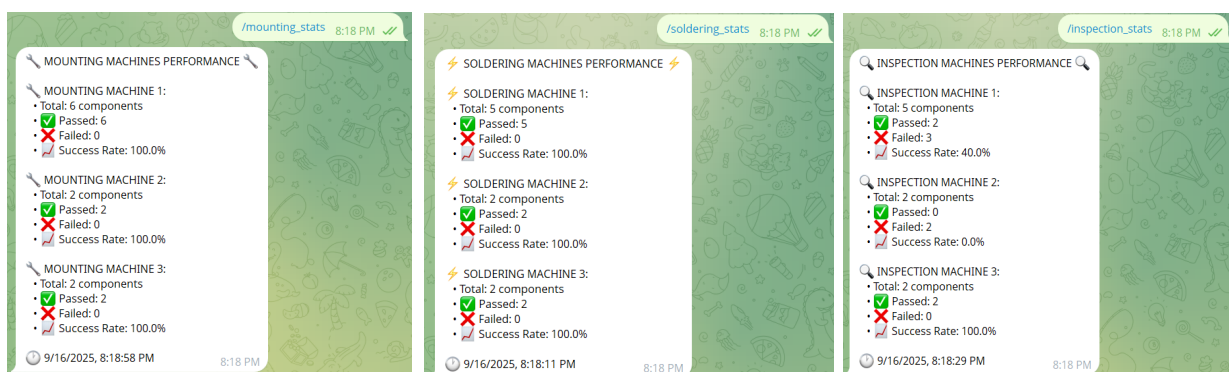 /mounting_stats 8:18 PM
🔧 MOUNTING MACHINES PERFORMANCE 🔧
🔧 MOUNTING MACHINE 1:
• Total: 6 components
• ✅ Passed: 6
• ❌ Failed: 0
• 📈 Success Rate: 100.0%
🔧 MOUNTING MACHINE 2:
• Total: 2 components
• ✅ Passed: 2
• ❌ Failed: 0
• 📈 Success Rate: 100.0%
🔧 MOUNTING MACHINE 3:
• Total: 2 components
• ✅ Passed: 2
• ❌ Failed: 0
• 📈 Success Rate: 100.0%
🕐 9/16/2025, 8:18:58 PM
8:18 PM
/soldering_stats 8:18 PM
⚡ SOLDERING MACHINES PERFORMANCE ⚡
⚡ SOLDERING MACHINE 1:
• Total: 5 components
• ✅ Passed: 5
• ❌ Failed: 0
• 📈 Success Rate: 100.0%
⚡ SOLDERING MACHINE 2:
• Total: 2 components
• ✅ Passed: 2
• ❌ Failed: 0
• 📈 Success Rate: 100.0%
⚡ SOLDERING MACHINE 3:
• Total: 2 components
• ✅ Passed: 2
• ❌ Failed: 0
• 📈 Success Rate: 100.0%
🕐 9/16/2025, 8:18:11 PM
8:18 PM
/inspection_stats 8:18 PM
🔍 INSPECTION MACHINES PERFORMANCE 🔍
🔍 INSPECTION MACHINE 1:
• Total: 5 components
• ✅ Passed: 2
• ❌ Failed: 3
• 📈 Success Rate: 40.0%
🔍 INSPECTION MACHINE 2:
• Total: 2 components
• ✅ Passed: 0
• ❌ Failed: 2
• 📈 Success Rate: 0.0%
🔍 INSPECTION MACHINE 3:
• Total: 2 components
• ✅ Passed: 2
• ❌ Failed: 0
• 📈 Success Rate: 100.0%
🕐 9/16/2025, 8:18:29 PM
8:18 PM